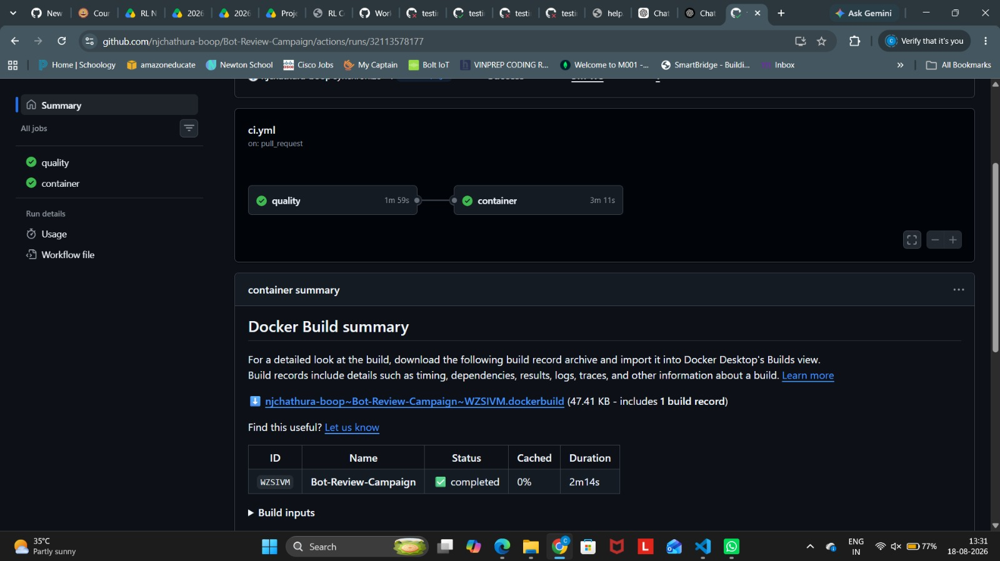 New
Cour
RL N
2026
2026
Proje
RL C
Wor
testi
testi
testi
testi
help
Chat
Chat
Ask Gemini
github.com/njchathura-boop/Bot-Review-Campaign/actions/runs/32113578177
Verify that it's you
Home | Schoology
amazoneducate
Newton School
Cisco Jobs
My Captain
Bolt IoT
VINPREP CODING R...
Welcome to M001 -...
SmartBridge - Buildi...
Inbox
»
All Bookmarks
Summary
All jobs
quality
container
Run details
Usage
Workflow file
ci.yml
on: pull_request
quality 1m 59s
container 3m 11s
container summary
Docker Build summary
For a detailed look at the build, download the following build record archive and import it into Docker Desktop's Builds view.
Build records include details such as timing, dependencies, results, logs, traces, and other information about a build. Learn more
njchathura-boop~Bot-Review-Campaign~WZSIVM.dockerbuild (47.41 KB - includes 1 build record)
Find this useful? Let us know
ID Name Status Cached Duration
WZSIVM Bot-Review-Campaign completed 0% 2m14s
Build inputs
35°C
Partly sunny
Search
ENG
IN
77%
13:31
18-08-2026